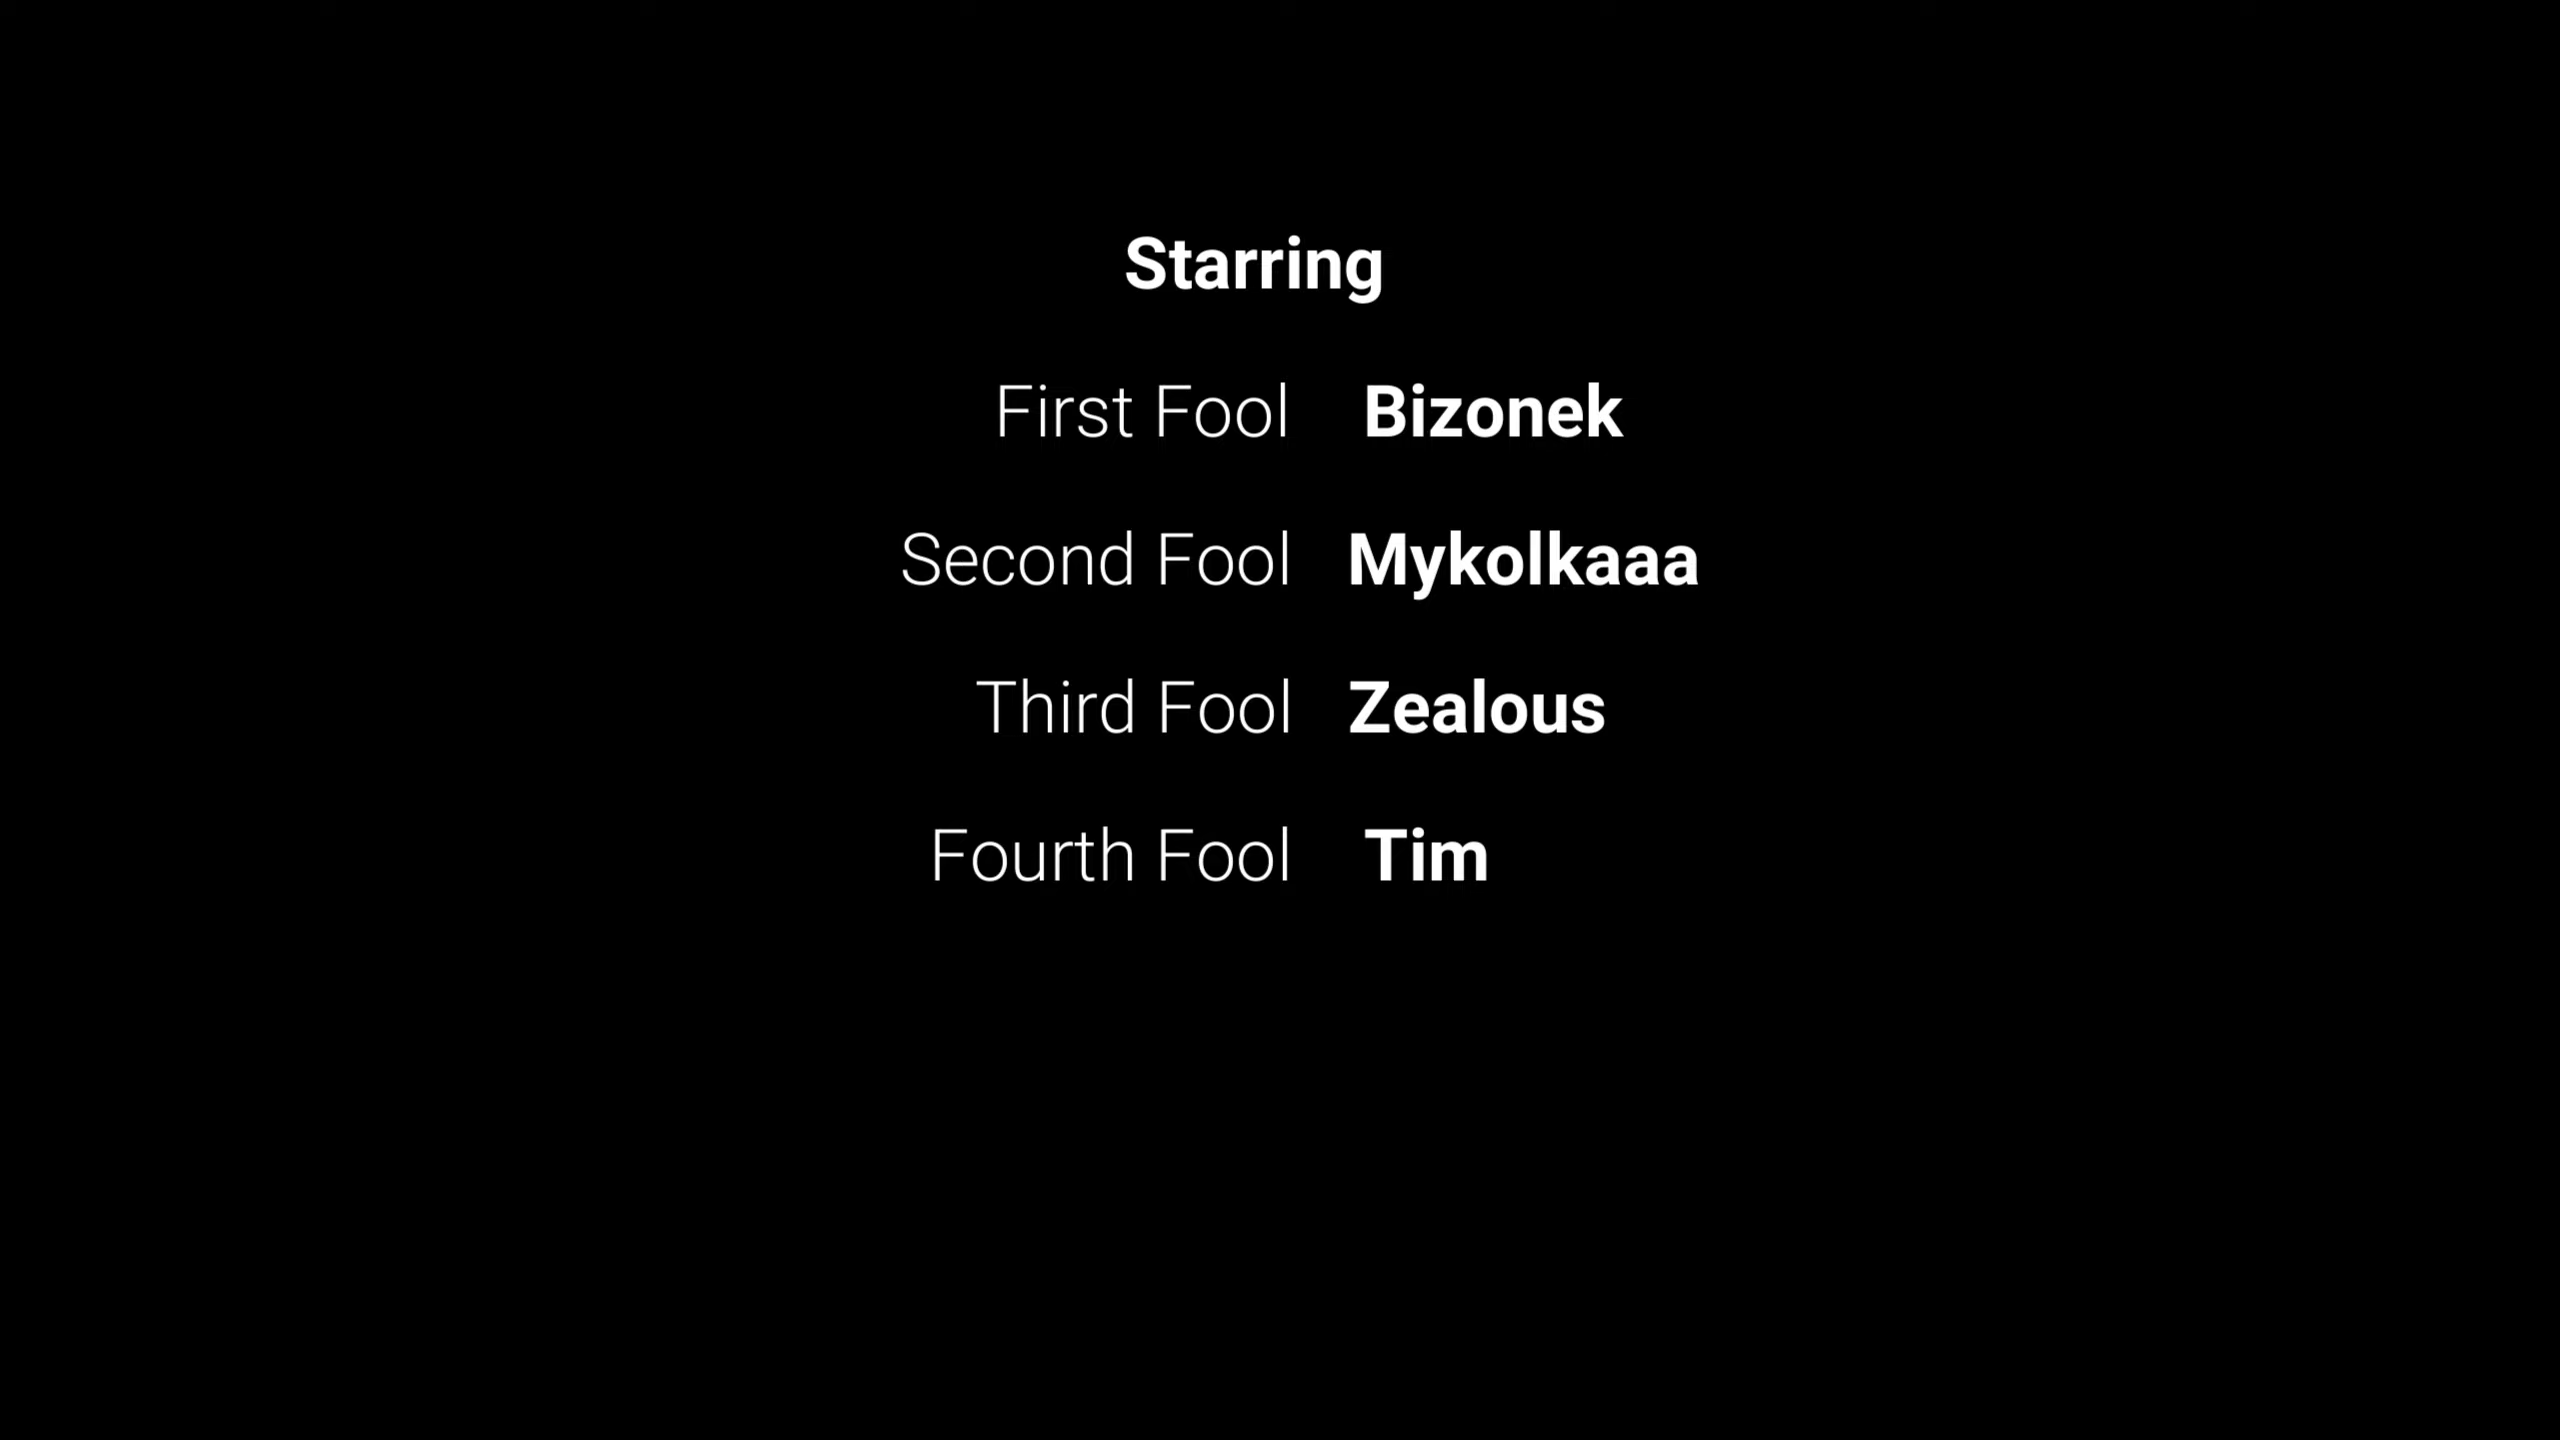 Starring
First Fool Bizonek
Second Fool Mykolkaaa
Third Fool Zealous
Fourth Fool Tim